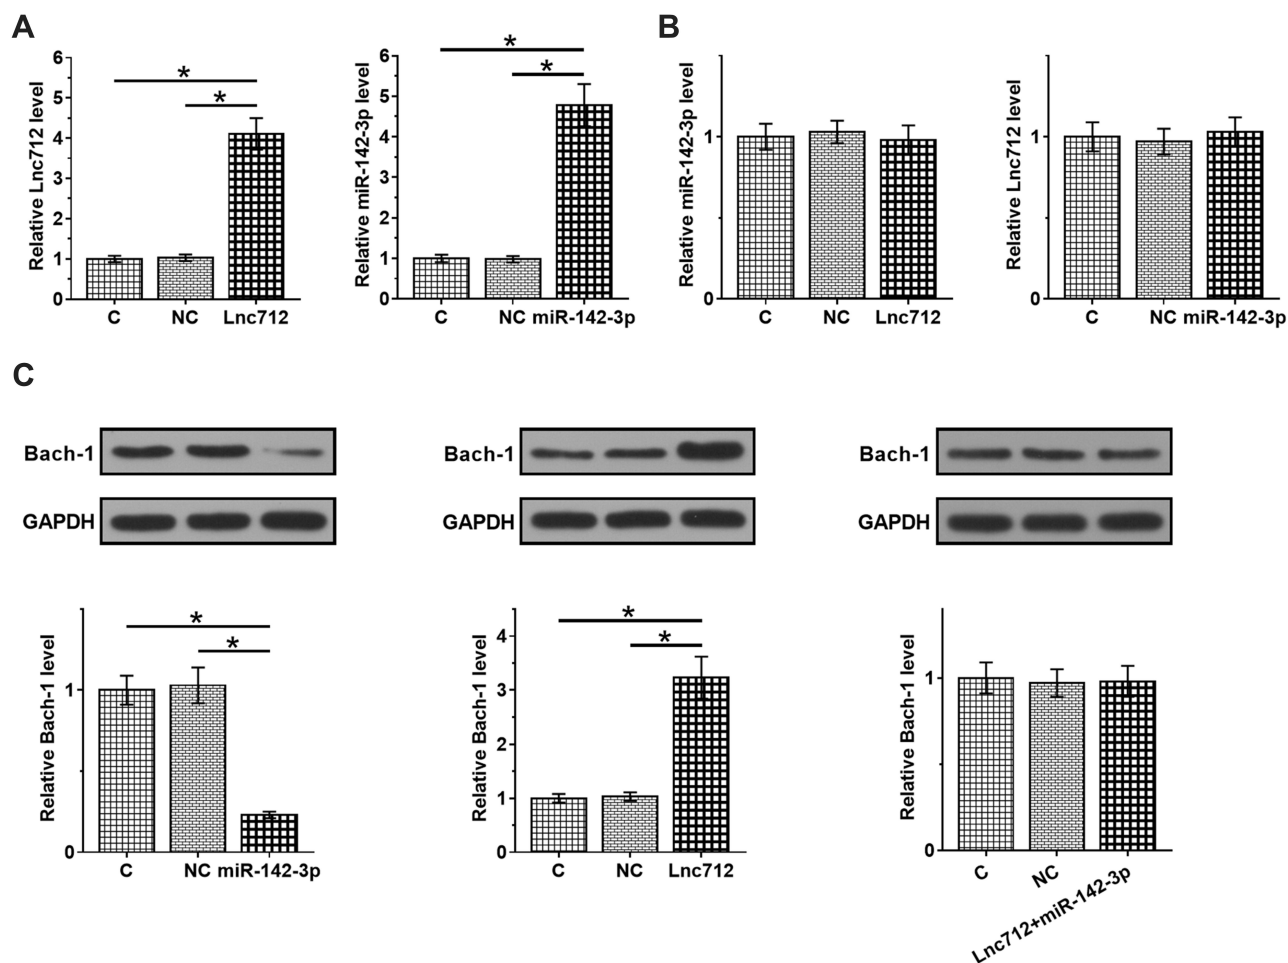 A
B
Relative Lnc712 level
6
5
4
3
2
1
0
*
*
C NC Lnc712
Relative miR-142-3p level
6
5
4
3
2
1
0
*
*
C NC miR-142-3p
Relative miR-142-3p level
1
0
C NC Lnc712
Relative Lnc712 level
1
0
C NC miR-142-3p
C
Bach-1
GAPDH
Bach-1
GAPDH
Bach-1
GAPDH
Relative Bach-1 level
1
0
*
*
C NC miR-142-3p
Relative Bach-1 level
4
3
2
1
0
*
*
C NC Lnc712
Relative Bach-1 level
1
0
C
NC
Lnc712+miR-142-3p